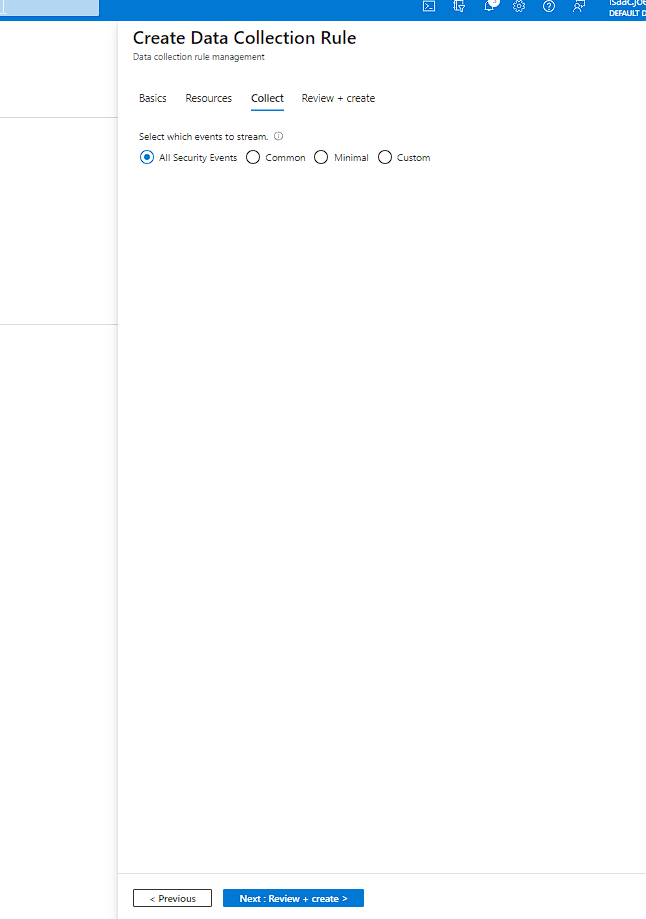 DEFAULT D
Create Data Collection Rule
Data collection rule management
Basics Resources Collect Review + create
Select which events to stream.
All Security Events Common Minimal Custom
< Previous Next : Review + create >